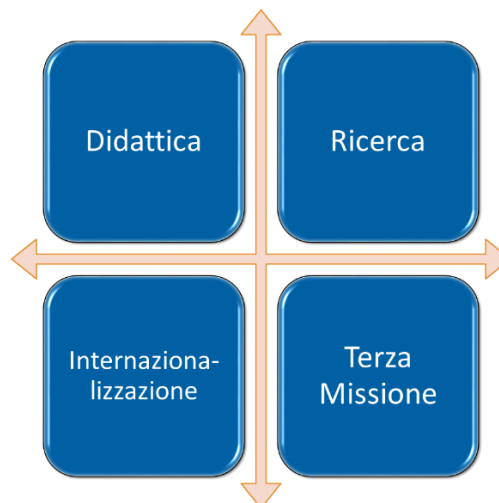 Didattica
Ricerca
Internaziona-
lizzazione
Terza
Missione